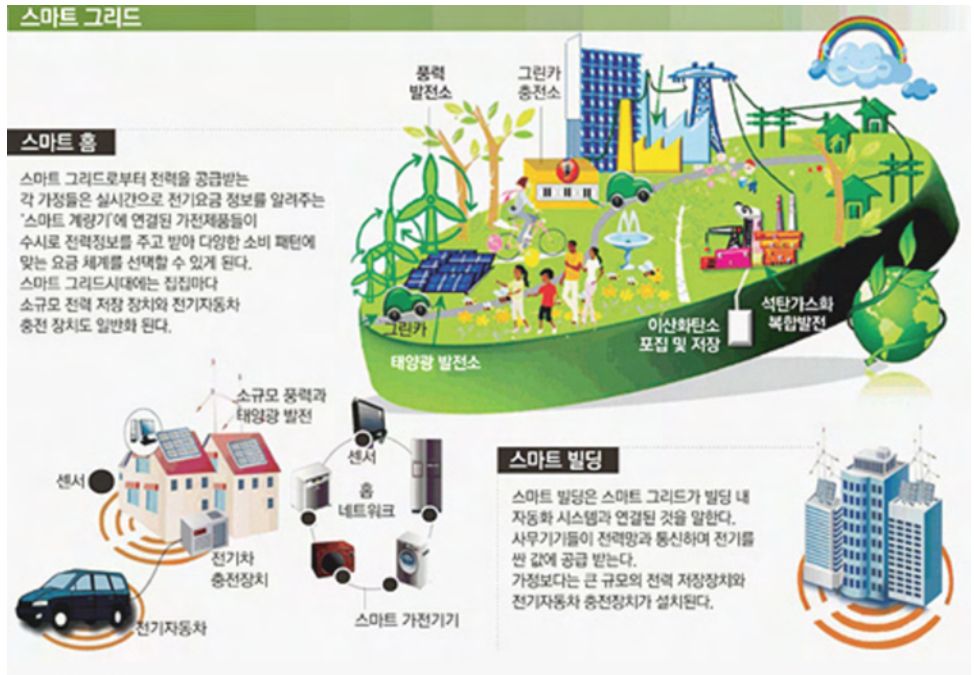 스마트 그리드
풍력
발전소
그린카
충전소
스마트 홈
스마트 그리드로부터 전력을 공급받는
각 가정들은 실시간으로 전기요금 정보를 알려주는
'스마트 계량기'에 연결된 가전제품들이
수시로 전력정보를 주고 받아 다양한 소비 패턴에
맞는 요금 체계를 선택할 수 있게 된다.
스마트 그리드시대에는 집집마다
소규모 전력 저장 장치와 전기자동차
충전 장치도 일반화 된다.
그린카
태양광 발전소
이산화탄소
포집 및 저장
석탄가스화
복합발전
소규모 풍력과
태양광 발전
센서
전기차
충전장치
전기자동차
센서
홈
네트워크
스마트 가전기기
스마트 빌딩
스마트 빌딩은 스마트 그리드가 빌딩 내
자동화 시스템과 연결된 것을 말한다.
사무기기들이 전력망과 통신하며 전기를
싼 값에 공급 받는다.
가정보다는 큰 규모의 전력 저장장치와
전기자동차 충전장치가 설치된다.